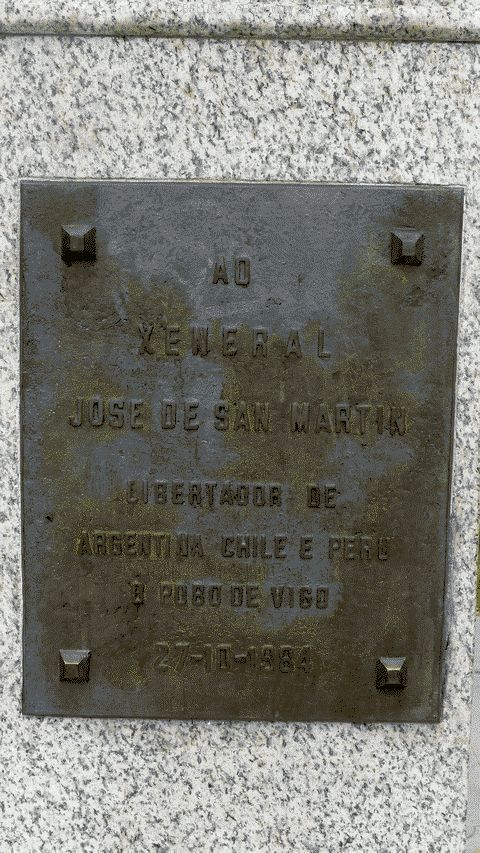 AO
XENERAL
JOSE DE SAN MARTIN
LIBERTADOR DE
ARGENTINA CHILE E PERU
O POBO DE VIGO
27-10-1984